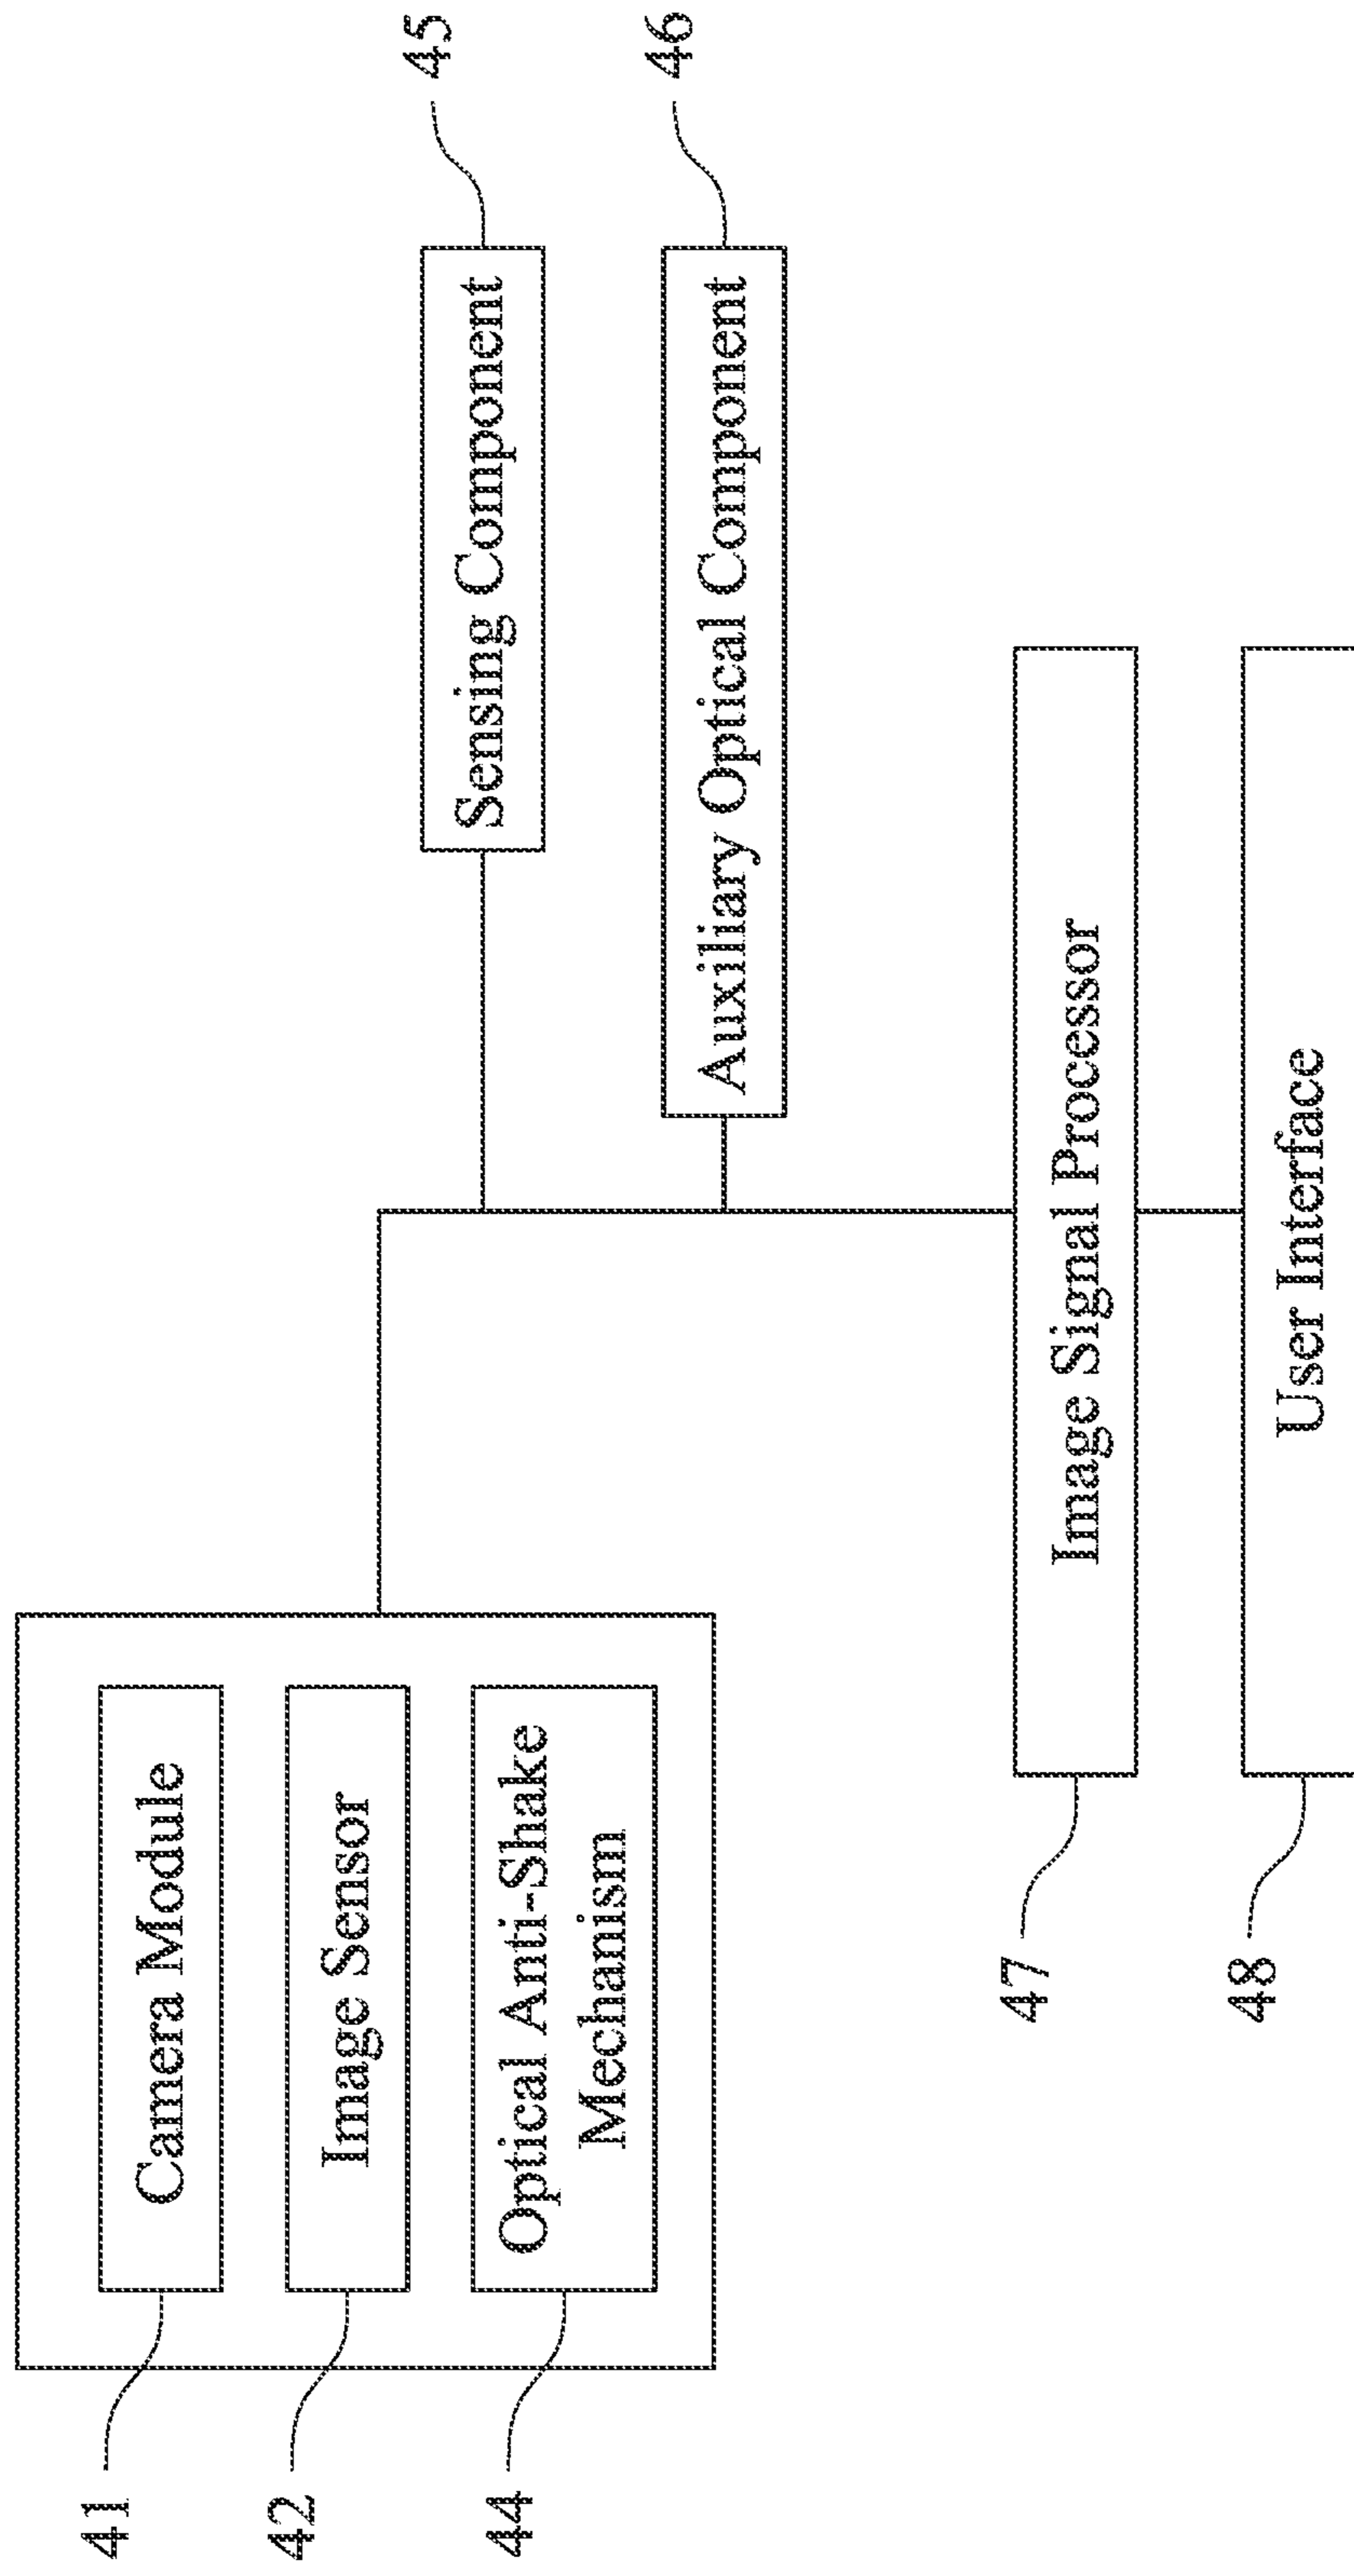 41
Camera Module
42
Image Sensor
44
Optical Anti-Shake
Mechanism
Sensing Component
45
Auxiliary Optical Component
46
47
Image Signal Processor
48
User Interface